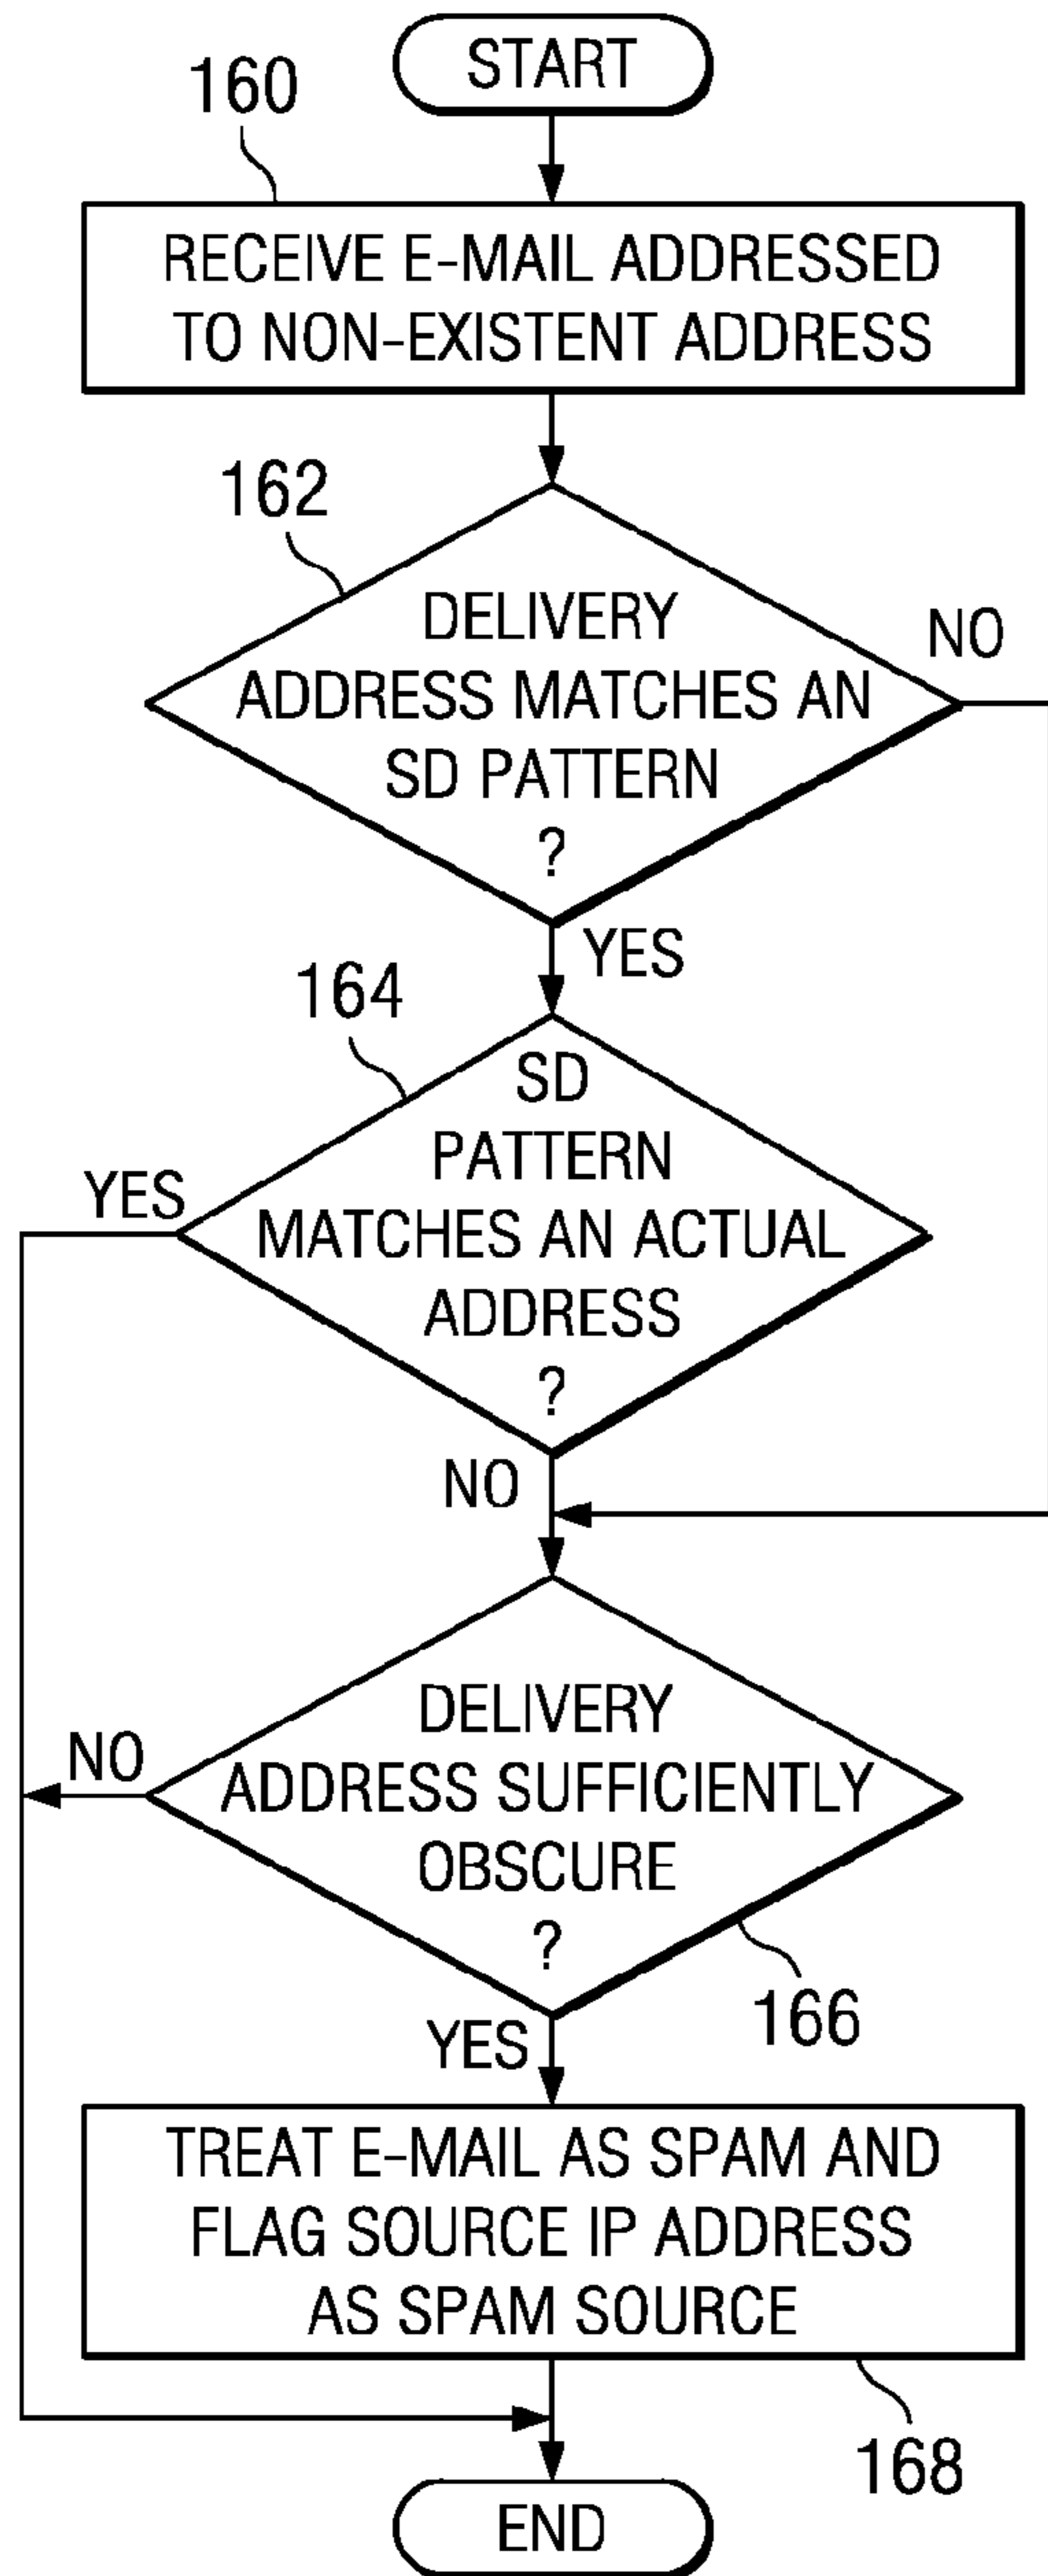 START
160
RECEIVE E-MAIL ADDRESSED
TO NON-EXISTENT ADDRESS
162
DELIVERY
ADDRESS MATCHES AN
SD PATTERN
?
NO
YES
164
SD
PATTERN
MATCHES AN ACTUAL
ADDRESS
?
YES
NO
DELIVERY
ADDRESS SUFFICIENTLY
OBSCURE
?
NO
166
YES
TREAT E-MAIL AS SPAM AND
FLAG SOURCE IP ADDRESS
AS SPAM SOURCE
168
END